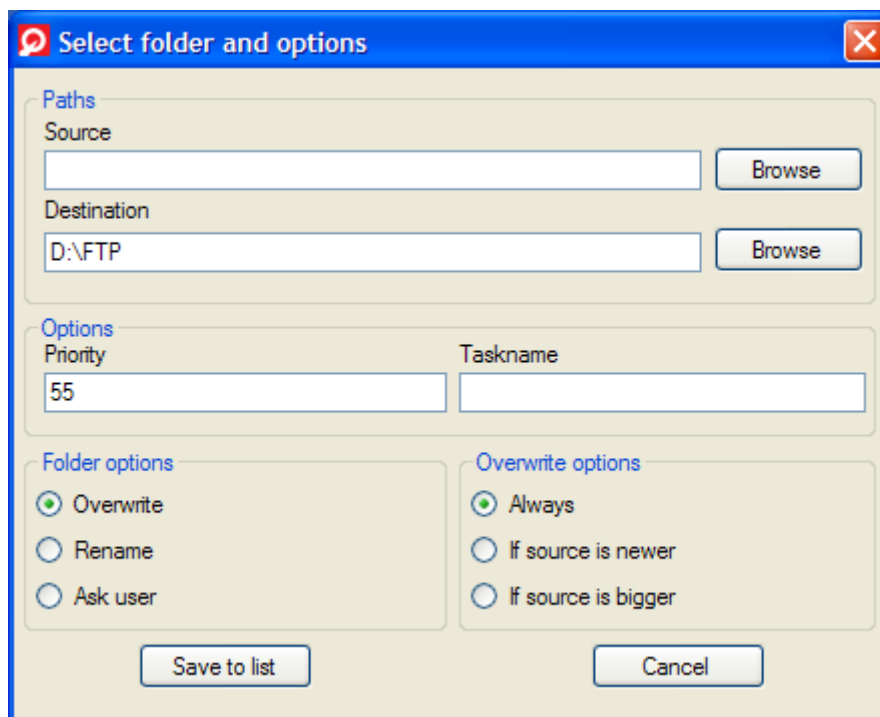 Select folder and options
Paths
Source
Browse
Destination
D:\FTP
Browse
Options
Priority
Taskname
55
Folder options
Overwrite options
Overwrite
Always
Rename
If source is newer
Ask user
If source is bigger
Save to list
Cancel